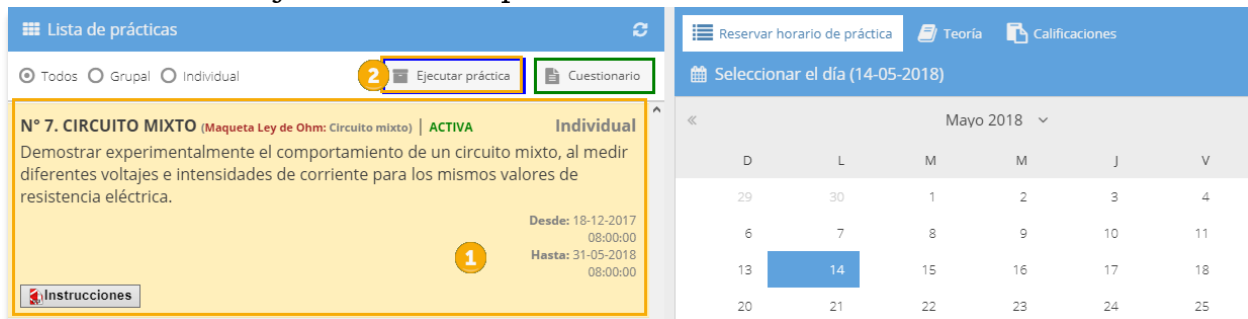 Lista de prácticas
Todos Grupal Individual
2 Ejecutar práctica Cuestionario
N° 7. CIRCUITO MIXTO (Maqueta Ley de Ohm: Circuito mixto) | ACTIVA Individual
Demostrar experimentalmente el comportamiento de un circuito mixto, al medir
diferentes voltajes e intensidades de corriente para los mismos valores de
resistencia eléctrica.
Desde: 18-12-2017
08:00:00
1 Hasta: 31-05-2018
08:00:00
Instrucciones
Reservar horario de práctica Teoría Calificaciones
Seleccionar el día (14-05-2018)
« Mayo 2018
D L M M J V
29 30 1 2 3 4
6 7 8 9 10 11
13 14 15 16 17 18
20 21 22 23 24 25